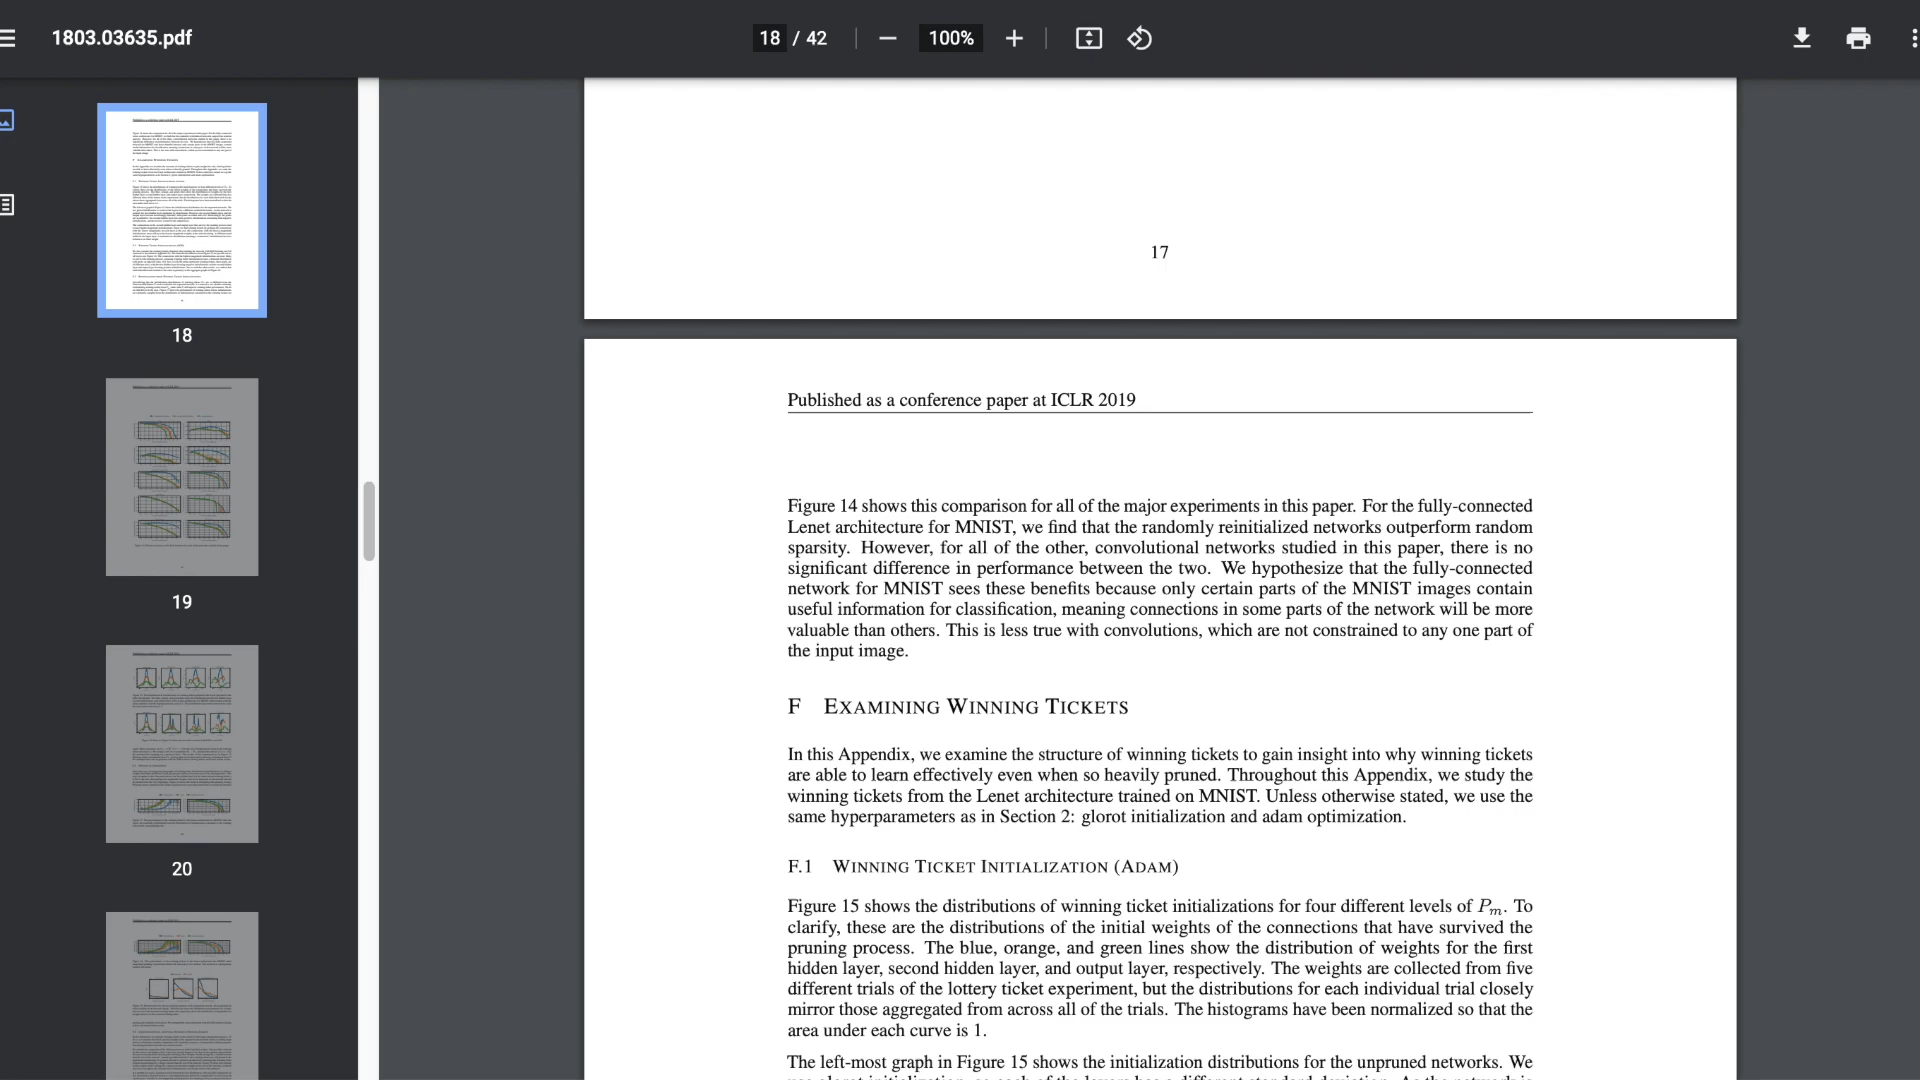 1803.03635.pdf
18 / 42
100%
18
19
20
17
Published as a conference paper at ICLR 2019
Figure 14 shows this comparison for all of the major experiments in this paper. For the fully-connected
Lenet architecture for MNIST, we find that the randomly reinitialized networks outperform random
sparsity. However, for all of the other, convolutional networks studied in this paper, there is no
significant difference in performance between the two. We hypothesize that the fully-connected
network for MNIST sees these benefits because only certain parts of the MNIST images contain
useful information for classification, meaning connections in some parts of the network will be more
valuable than others. This is less true with convolutions, which are not constrained to any one part of
the input image.
F EXAMINING WINNING TICKETS
In this Appendix, we examine the structure of winning tickets to gain insight into why winning tickets
are able to learn effectively even when so heavily pruned. Throughout this Appendix, we study the
winning tickets from the Lenet architecture trained on MNIST. Unless otherwise stated, we use the
same hyperparameters as in Section 2: glorot initialization and adam optimization.
F.1 WINNING TICKET INITIALIZATION (ADAM)
Figure 15 shows the distributions of winning ticket initializations for four different levels of Pm. To
clarify, these are the distributions of the initial weights of the connections that have survived the
pruning process. The blue, orange, and green lines show the distribution of weights for the first
hidden layer, second hidden layer, and output layer, respectively. The weights are collected from five
different trials of the lottery ticket experiment, but the distributions for each individual trial closely
mirror those aggregated from across all of the trials. The histograms have been normalized so that the
area under each curve is 1.
The left-most graph in Figure 15 shows the initialization distributions for the unpruned networks. We